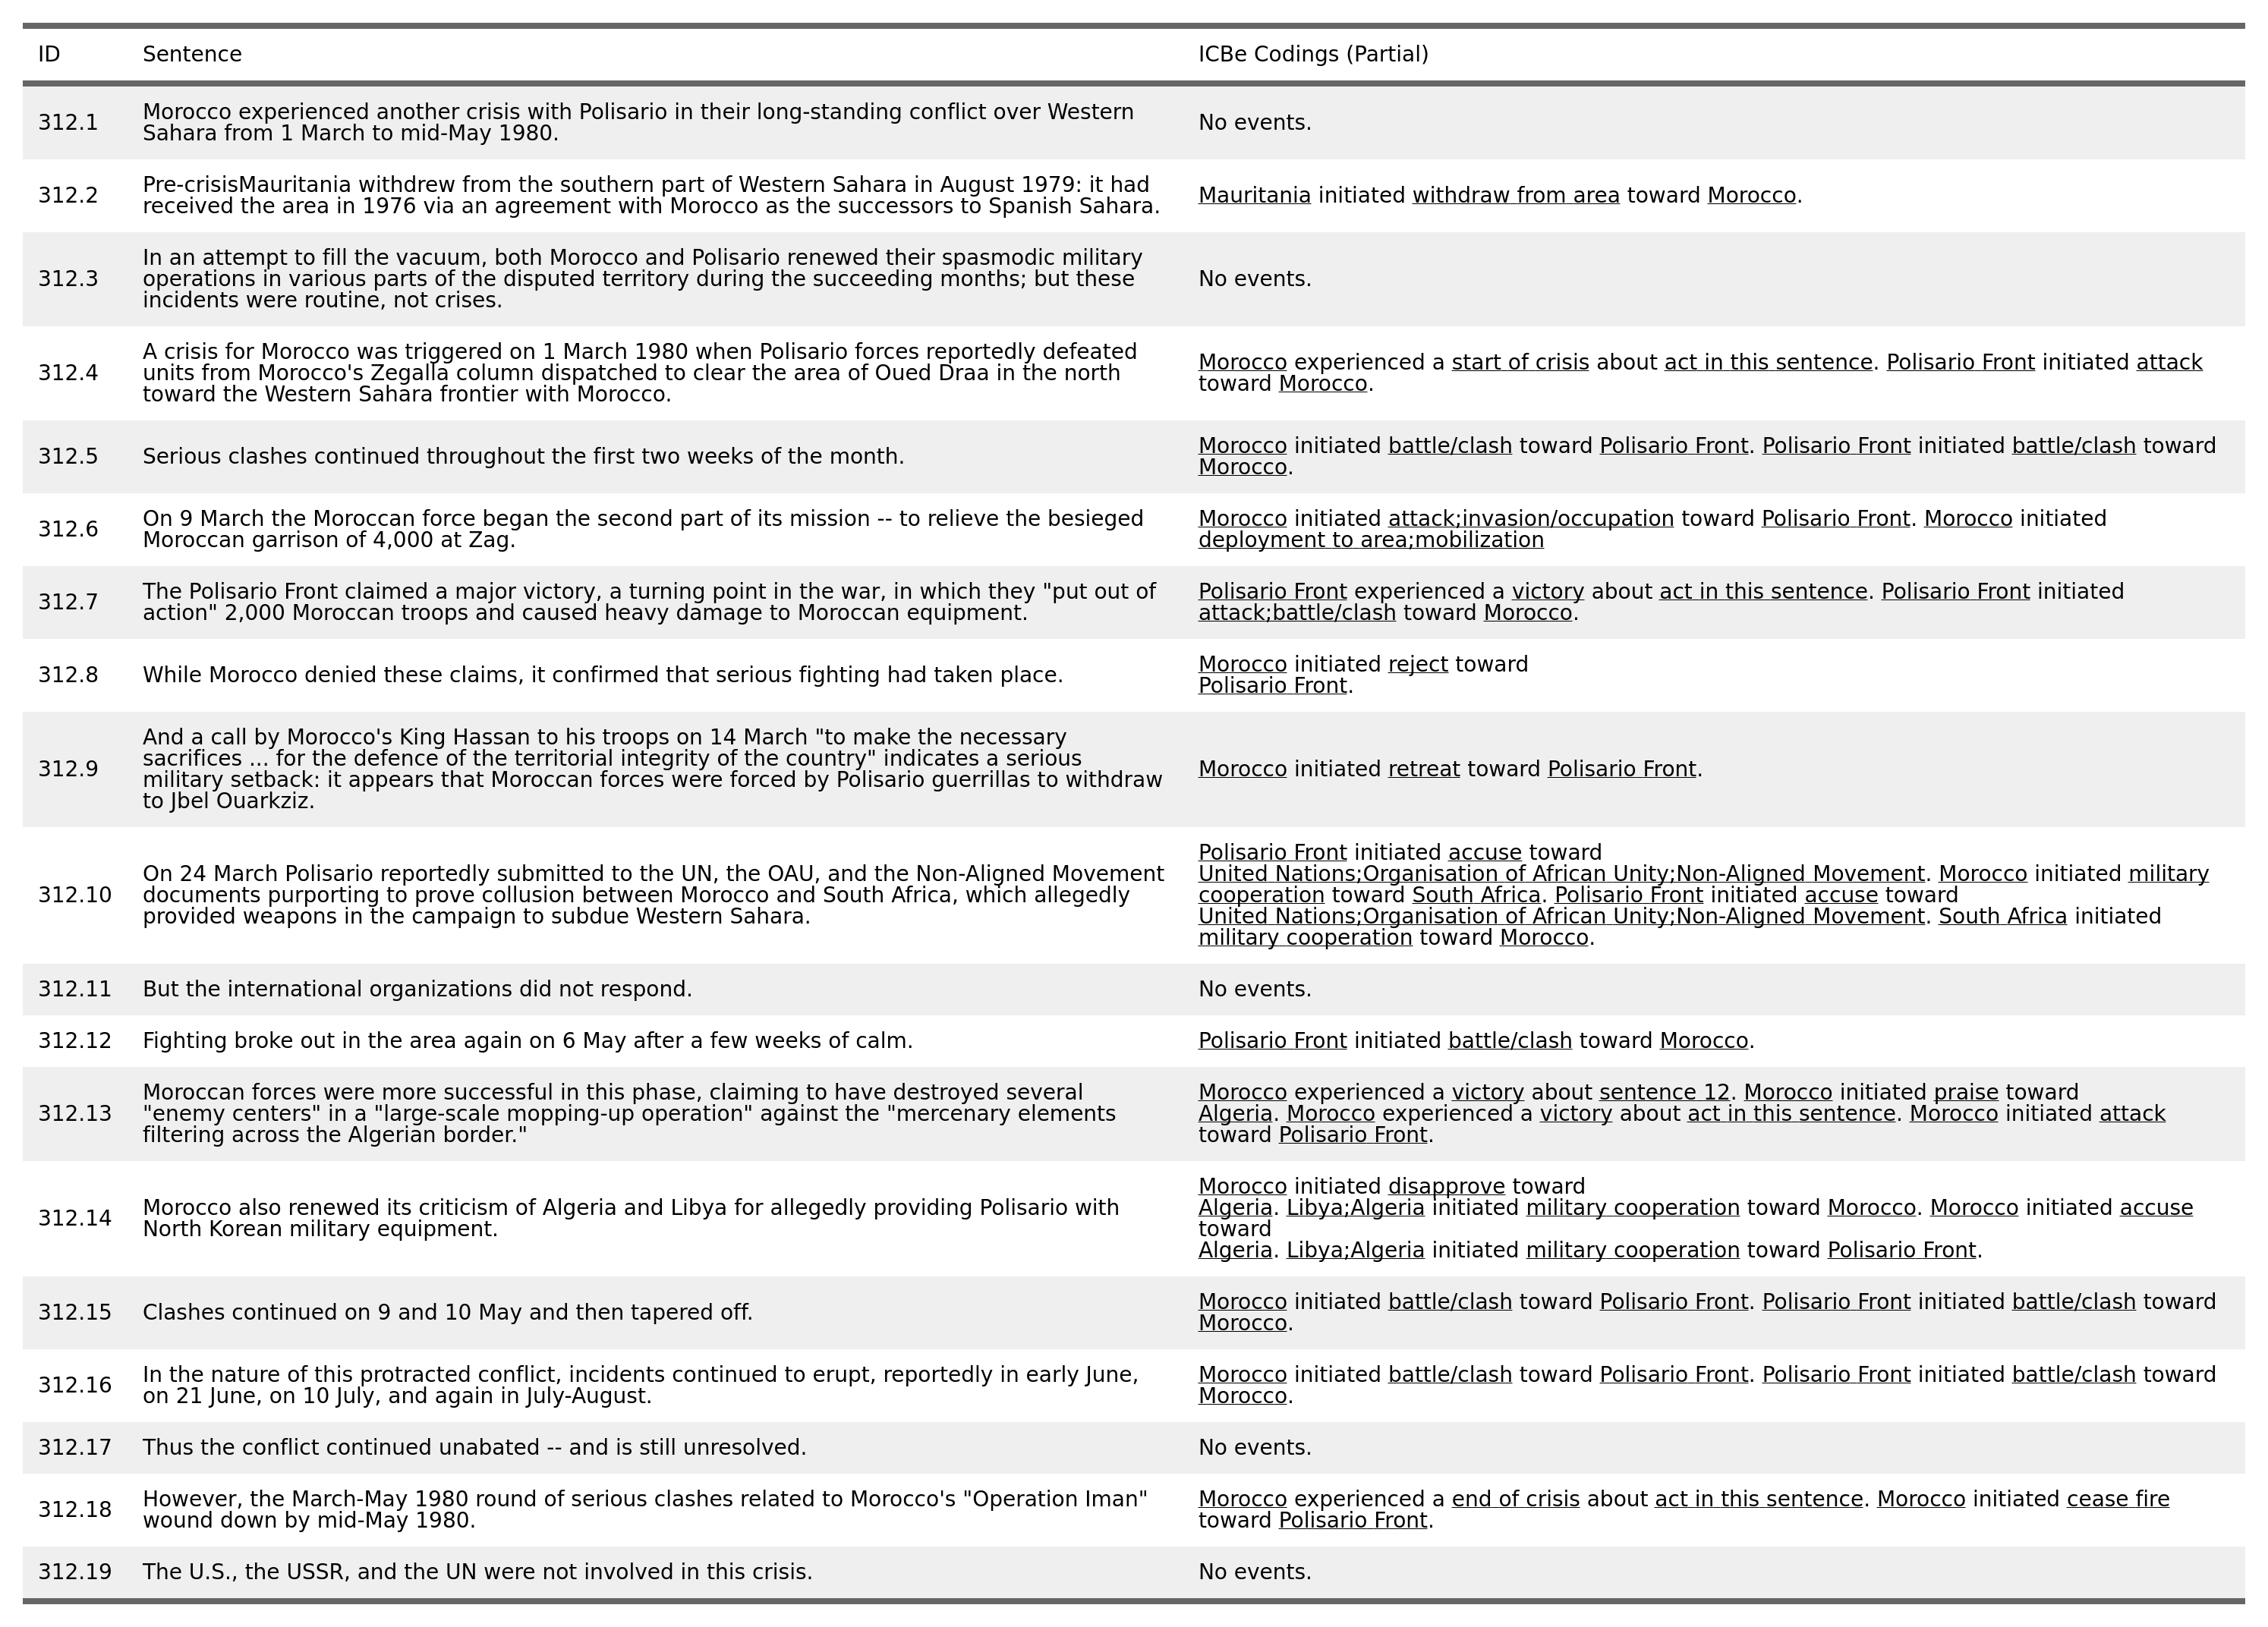 ID Sentence ICBe Codings (Partial)
312.1 Morocco experienced another crisis with Polisario in their long-standing conflict over Western
Sahara from 1 March to mid-May 1980.
No events.
312.2 Pre-crisisMauritania withdrew from the southern part of Western Sahara in August 1979: it had
received the area in 1976 via an agreement with Morocco as the successors to Spanish Sahara.
Mauritania initiated withdraw from area toward Morocco.
312.3 In an attempt to fill the vacuum, both Morocco and Polisario renewed their spasmodic military
operations in various parts of the disputed territory during the succeeding months; but these
incidents were routine, not crises.
No events.
312.4 A crisis for Morocco was triggered on 1 March 1980 when Polisario forces reportedly defeated
units from Morocco's Zegalla column dispatched to clear the area of Oued Draa in the north
toward the Western Sahara frontier with Morocco.
Morocco experienced a start of crisis about act in this sentence. Polisario Front initiated attack
toward Morocco.
312.5 Serious clashes continued throughout the first two weeks of the month.
Morocco initiated battle/clash toward Polisario Front. Polisario Front initiated battle/clash toward
Morocco.
312.6 On 9 March the Moroccan force began the second part of its mission -- to relieve the besieged
Moroccan garrison of 4,000 at Zag.
Morocco initiated attack;invasion/occupation toward Polisario Front. Morocco initiated
deployment to area;mobilization
312.7 The Polisario Front claimed a major victory, a turning point in the war, in which they "put out of
action" 2,000 Moroccan troops and caused heavy damage to Moroccan equipment.
Polisario Front experienced a victory about act in this sentence. Polisario Front initiated
attack;battle/clash toward Morocco.
312.8 While Morocco denied these claims, it confirmed that serious fighting had taken place.
Morocco initiated reject toward
Polisario Front.
312.9 And a call by Morocco's King Hassan to his troops on 14 March "to make the necessary
sacrifices ... for the defence of the territorial integrity of the country" indicates a serious
military setback: it appears that Moroccan forces were forced by Polisario guerrillas to withdraw
to Jbel Ouarkziz.
Morocco initiated retreat toward Polisario Front.
312.10 On 24 March Polisario reportedly submitted to the UN, the OAU, and the Non-Aligned Movement
documents purporting to prove collusion between Morocco and South Africa, which allegedly
provided weapons in the campaign to subdue Western Sahara.
Polisario Front initiated accuse toward
United Nations;Organisation of African Unity;Non-Aligned Movement. Morocco initiated military
cooperation toward South Africa. Polisario Front initiated accuse toward
United Nations;Organisation of African Unity;Non-Aligned Movement. South Africa initiated
military cooperation toward Morocco.
312.11 But the international organizations did not respond.
No events.
312.12 Fighting broke out in the area again on 6 May after a few weeks of calm.
Polisario Front initiated battle/clash toward Morocco.
312.13 Moroccan forces were more successful in this phase, claiming to have destroyed several
"enemy centers" in a "large-scale mopping-up operation" against the "mercenary elements
filtering across the Algerian border."
Morocco experienced a victory about sentence 12. Morocco initiated praise toward
Algeria. Morocco experienced a victory about act in this sentence. Morocco initiated attack
toward Polisario Front.
312.14 Morocco also renewed its criticism of Algeria and Libya for allegedly providing Polisario with
North Korean military equipment.
Morocco initiated disapprove toward
Algeria. Libya;Algeria initiated military cooperation toward Morocco. Morocco initiated accuse
toward
Algeria. Libya;Algeria initiated military cooperation toward Polisario Front.
312.15 Clashes continued on 9 and 10 May and then tapered off.
Morocco initiated battle/clash toward Polisario Front. Polisario Front initiated battle/clash toward
Morocco.
312.16 In the nature of this protracted conflict, incidents continued to erupt, reportedly in early June,
on 21 June, on 10 July, and again in July-August.
Morocco initiated battle/clash toward Polisario Front. Polisario Front initiated battle/clash toward
Morocco.
312.17 Thus the conflict continued unabated -- and is still unresolved.
No events.
312.18 However, the March-May 1980 round of serious clashes related to Morocco's "Operation Iman"
wound down by mid-May 1980.
Morocco experienced a end of crisis about act in this sentence. Morocco initiated cease fire
toward Polisario Front.
312.19 The U.S., the USSR, and the UN were not involved in this crisis.
No events.